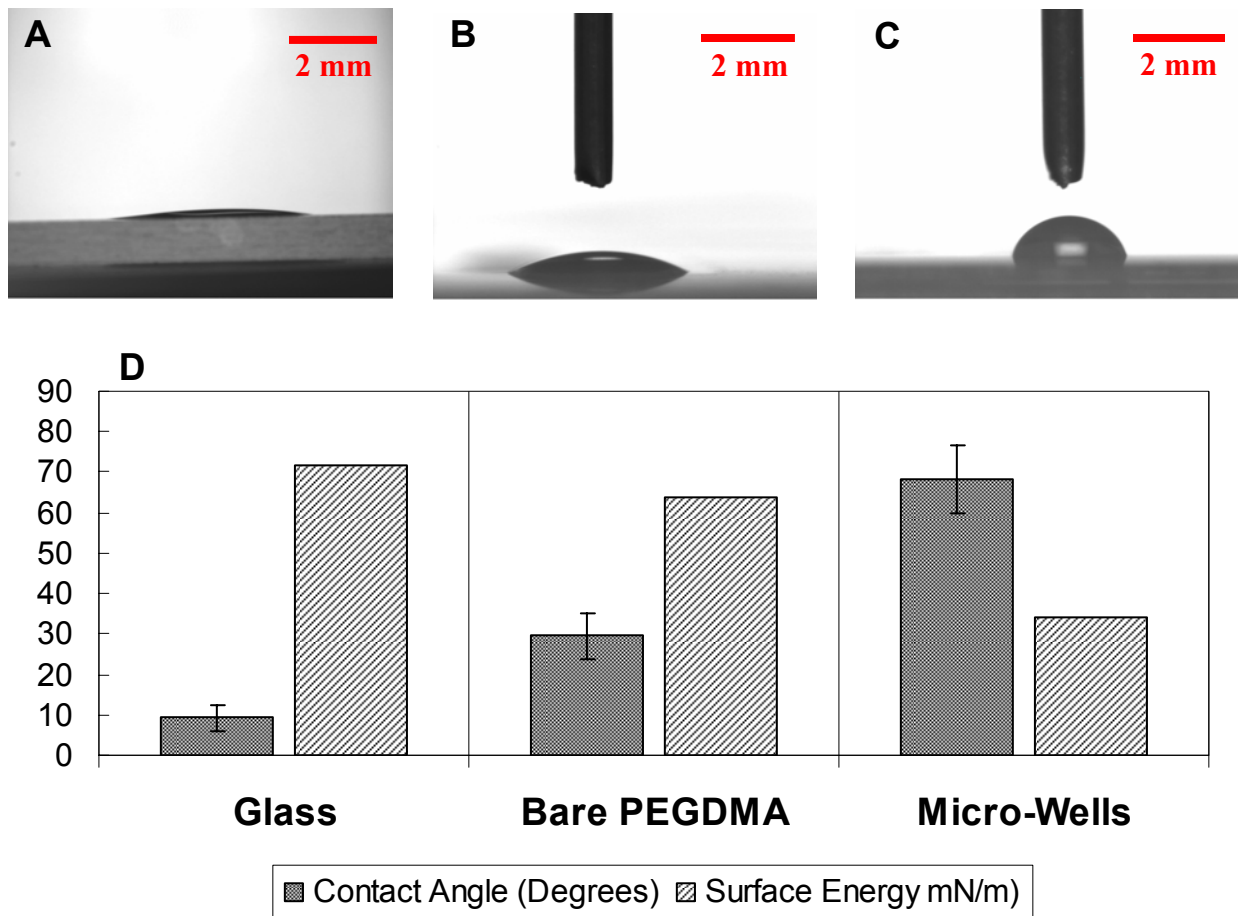 A
2 mm
B
2 mm
C
2 mm
D
90
80
70
60
50
40
30
20
10
0
Glass
Bare PEGDMA
Micro-Wells
Contact Angle (Degrees)
Surface Energy mN/m)